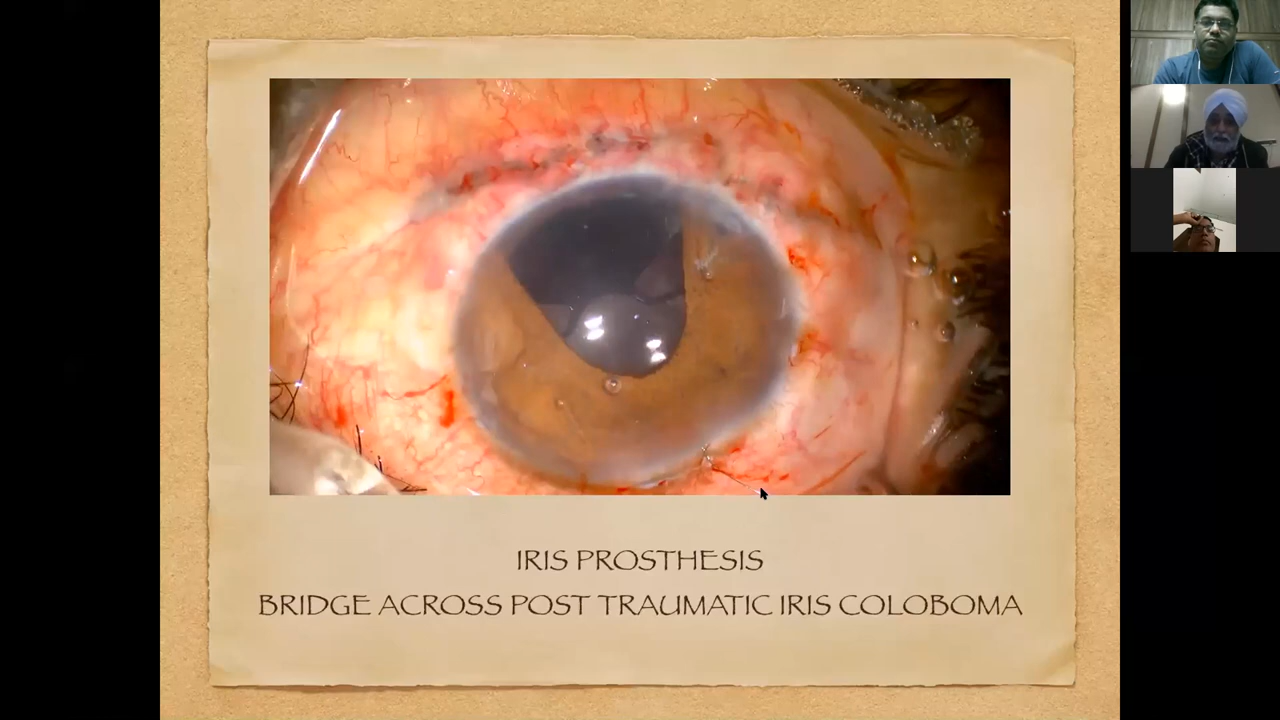 IRIS PROSTHESIS
BRIDGE ACROSS POST TRAUMATIC IRIS COLOBOMA